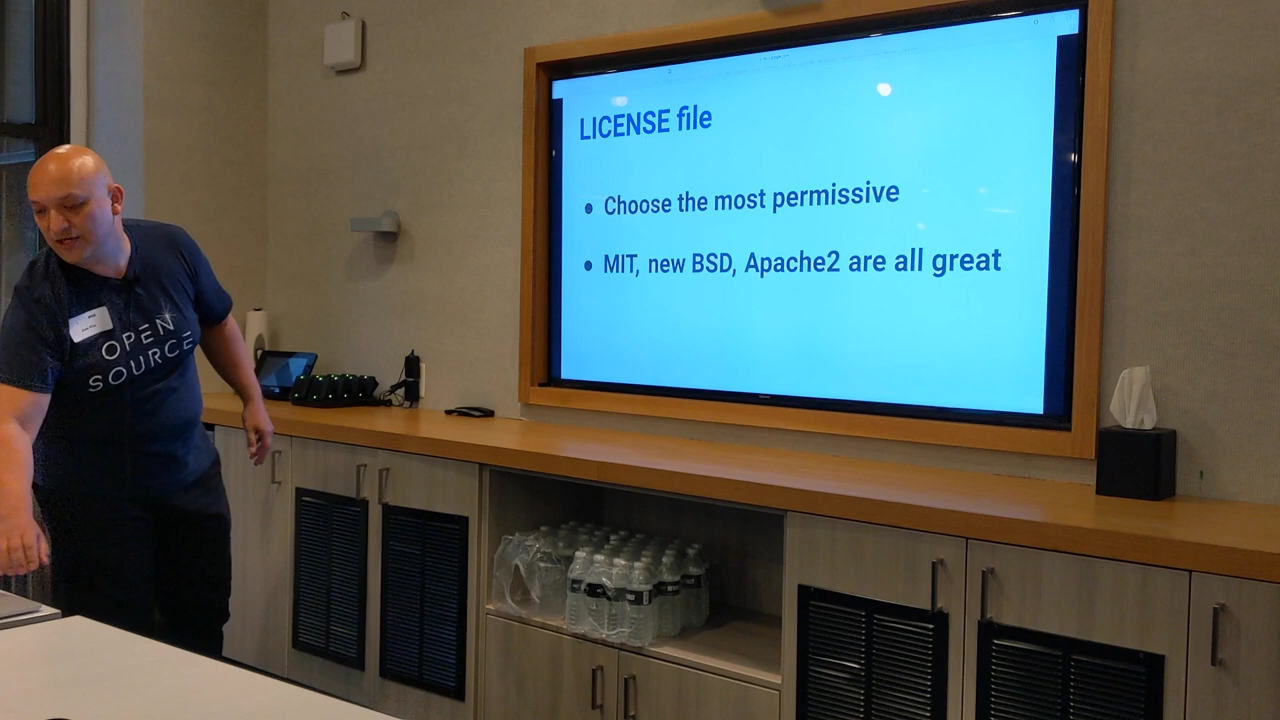 LICENSE file
• Choose the most permissive
• MIT, new BSD, Apache2 are all great
OPEN
SOURCE